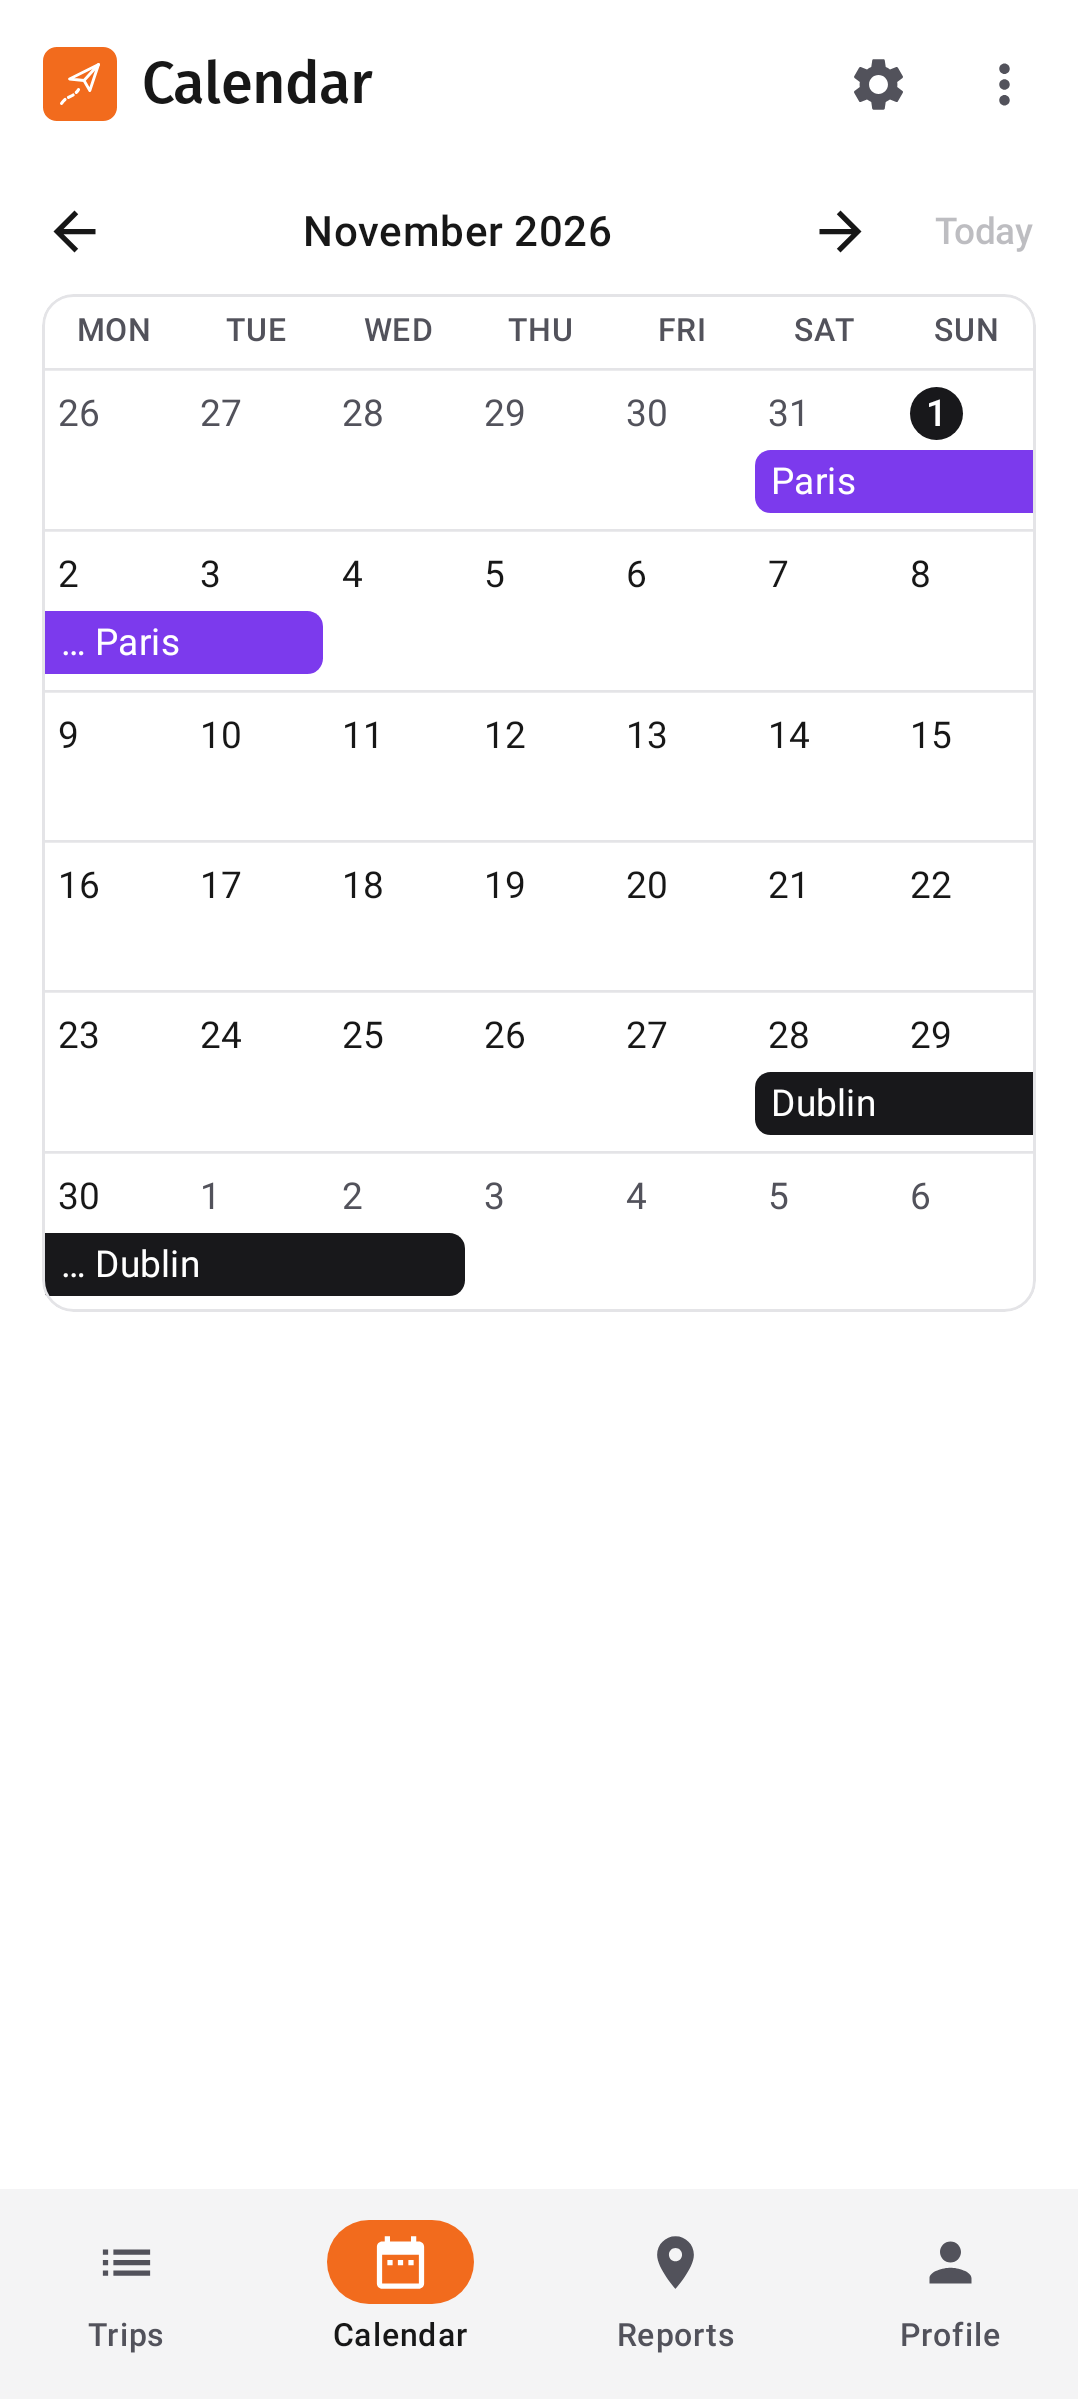 Calendar
November 2026
Today
MON TUE WED THU FRI SAT SUN
26 27 28 29 30 31 1
Paris
2 3 4 5 6 7 8
... Paris
9 10 11 12 13 14 15
16 17 18 19 20 21 22
23 24 25 26 27 28 29
Dublin
30 1 2 3 4 5 6
... Dublin
Trips Calendar Reports Profile